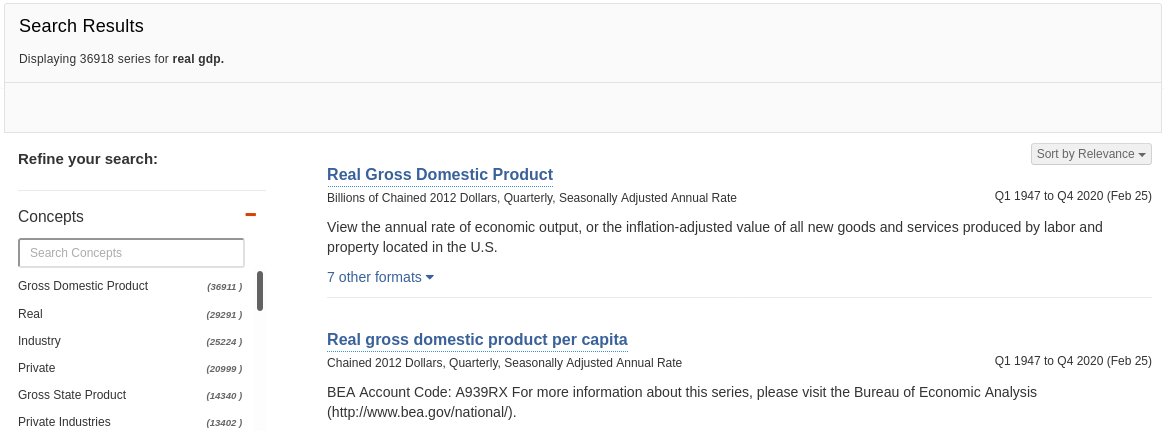 Search Results
Displaying 36918 series for real gdp.
Refine your search:
Concepts
Search Concepts
Gross Domestic Product (36911 )
Real (29291 )
Industry (25224 )
Private (20999 )
Gross State Product (14340 )
Private Industries (13402 )
Sort by Relevance
Real Gross Domestic Product
Billions of Chained 2012 Dollars, Quarterly, Seasonally Adjusted Annual Rate Q1 1947 to Q4 2020 (Feb 25)
View the annual rate of economic output, or the inflation-adjusted value of all new goods and services produced by labor and
property located in the U.S.
7 other formats
Real gross domestic product per capita
Chained 2012 Dollars, Quarterly, Seasonally Adjusted Annual Rate Q1 1947 to Q4 2020 (Feb 25)
BEA Account Code: A939RX For more information about this series, please visit the Bureau of Economic Analysis
(http://www.bea.gov/national/).